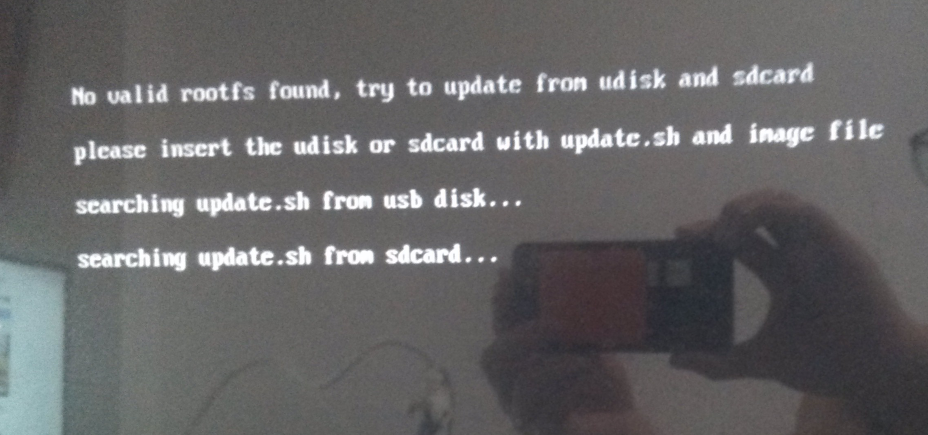 No valid rootfs found, try to update from udisk and sdcard
please insert the udisk or sdcard with update.sh and image file
searching update.sh from usb disk...
searching update.sh from sdcard...